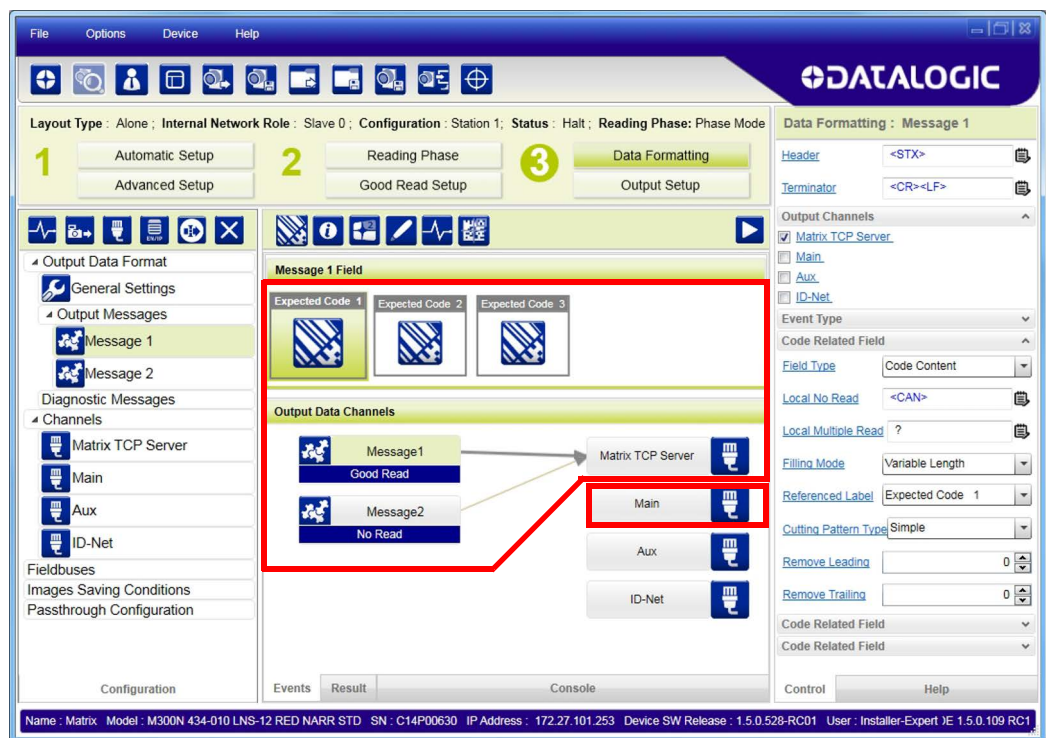 File Options Device Help
DATALOGIC
Layout Type : Alone ; Internal Network Role : Slave 0 ; Configuration : Station 1; Status : Halt ; Reading Phase: Phase Mode
1 Automatic Setup 2 Reading Phase 3 Data Formatting
Advanced Setup Good Read Setup Output Setup
EN/IP
Output Data Format
General Settings
Output Messages
Message 1
Message 2
Diagnostic Messages
Channels
Matrix TCP Server
Main
Aux
ID-Net
Fieldbuses
Images Saving Conditions
Passthrough Configuration
Configuration
Message 1 Field
Expected Code 1 Expected Code 2 Expected Code 3
Output Data Channels
Message1 Matrix TCP Server
Good Read
Main
Message2
No Read
Aux
ID-Net
Events Result Console
Data Formatting : Message 1
Header <STX>
Terminator <CR><LF>
Output Channels
Matrix TCP Server
Main
Aux
ID-Net
Event Type
Code Related Field
Field Type Code Content
Local No Read <CAN>
Local Multiple Read ?
Filling Mode Variable Length
Referenced Label Expected Code 1
Cutting Pattern Type Simple
Remove Leading 0
Remove Trailing 0
Code Related Field
Code Related Field
Control Help
Name : Matrix Model : M300N 434-010 LNS-12 RED NARR STD SN : C14P00630 IP Address : 172.27.101.253 Device SW Release : 1.5.0.528-RC01 User : Installer-Expert )E 1.5.0.109 RC1